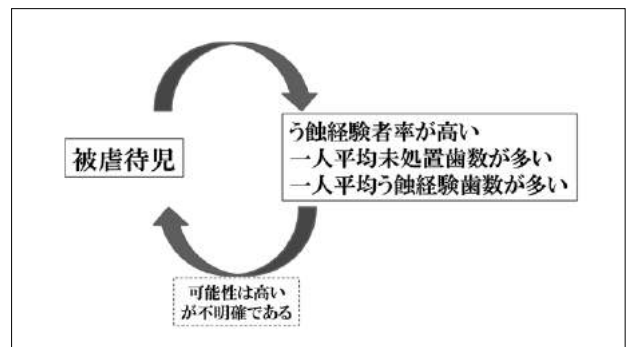 被虐待児
う蝕経験者率が高い
一人平均未処置歯数が多い
一人平均う蝕経験歯数が多い
可能性は高い
が不明確である